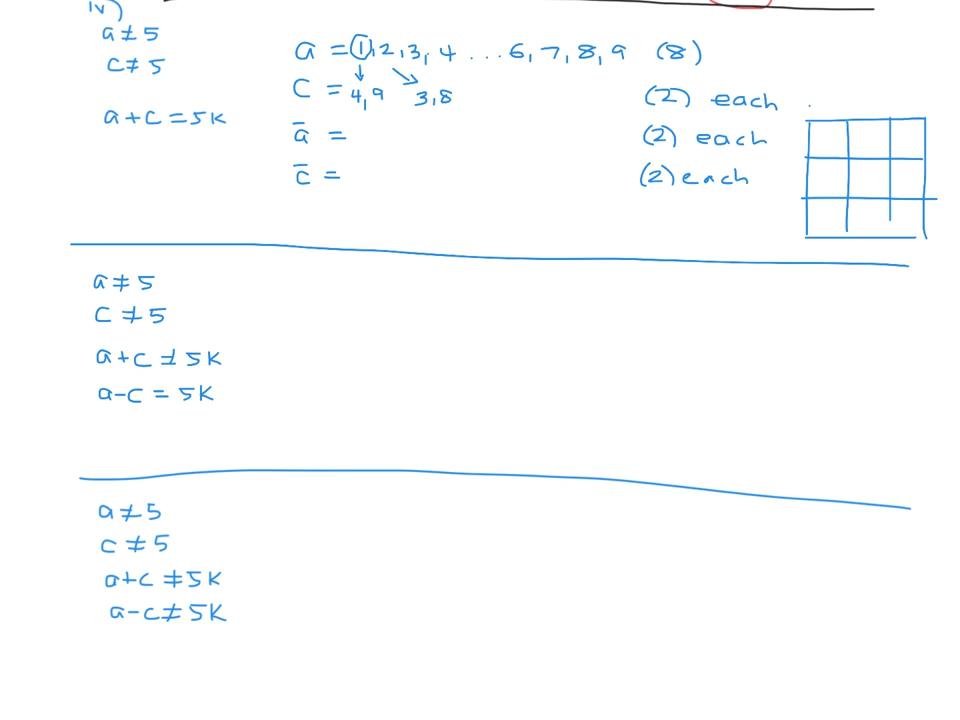 iv)
a ≠ 5
c ≠ 5
a + c = 5K
a = 1, 2, 3, 4 ... 6, 7, 8, 9 (8)
c = 4, 9 3, 8 (2) each
ā = (2) each
c̄ = (2) each
a ≠ 5
c ≠ 5
a + c ≠ 5K
a - c = 5K
a ≠ 5
c ≠ 5
a + c ≠ 5K
a - c ≠ 5K